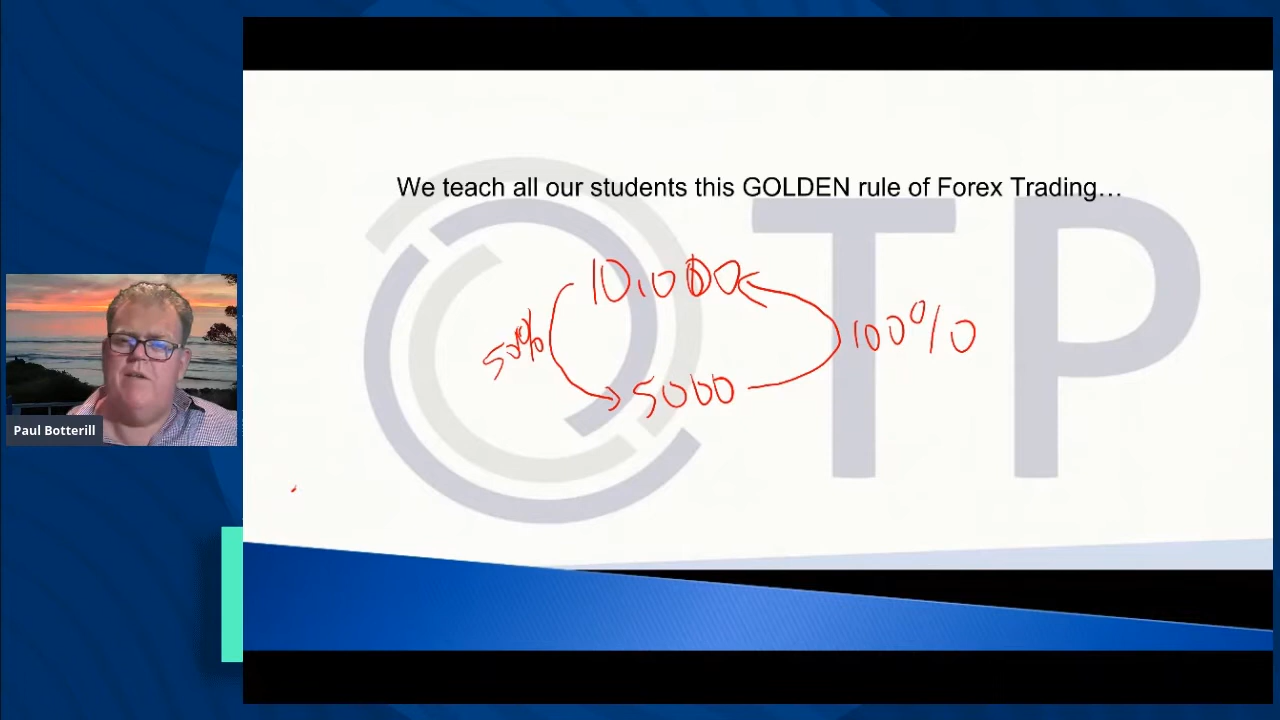 We teach all our students this GOLDEN rule of Forex Trading...
TP
10,000
50%
100%
5000
Paul Botterill